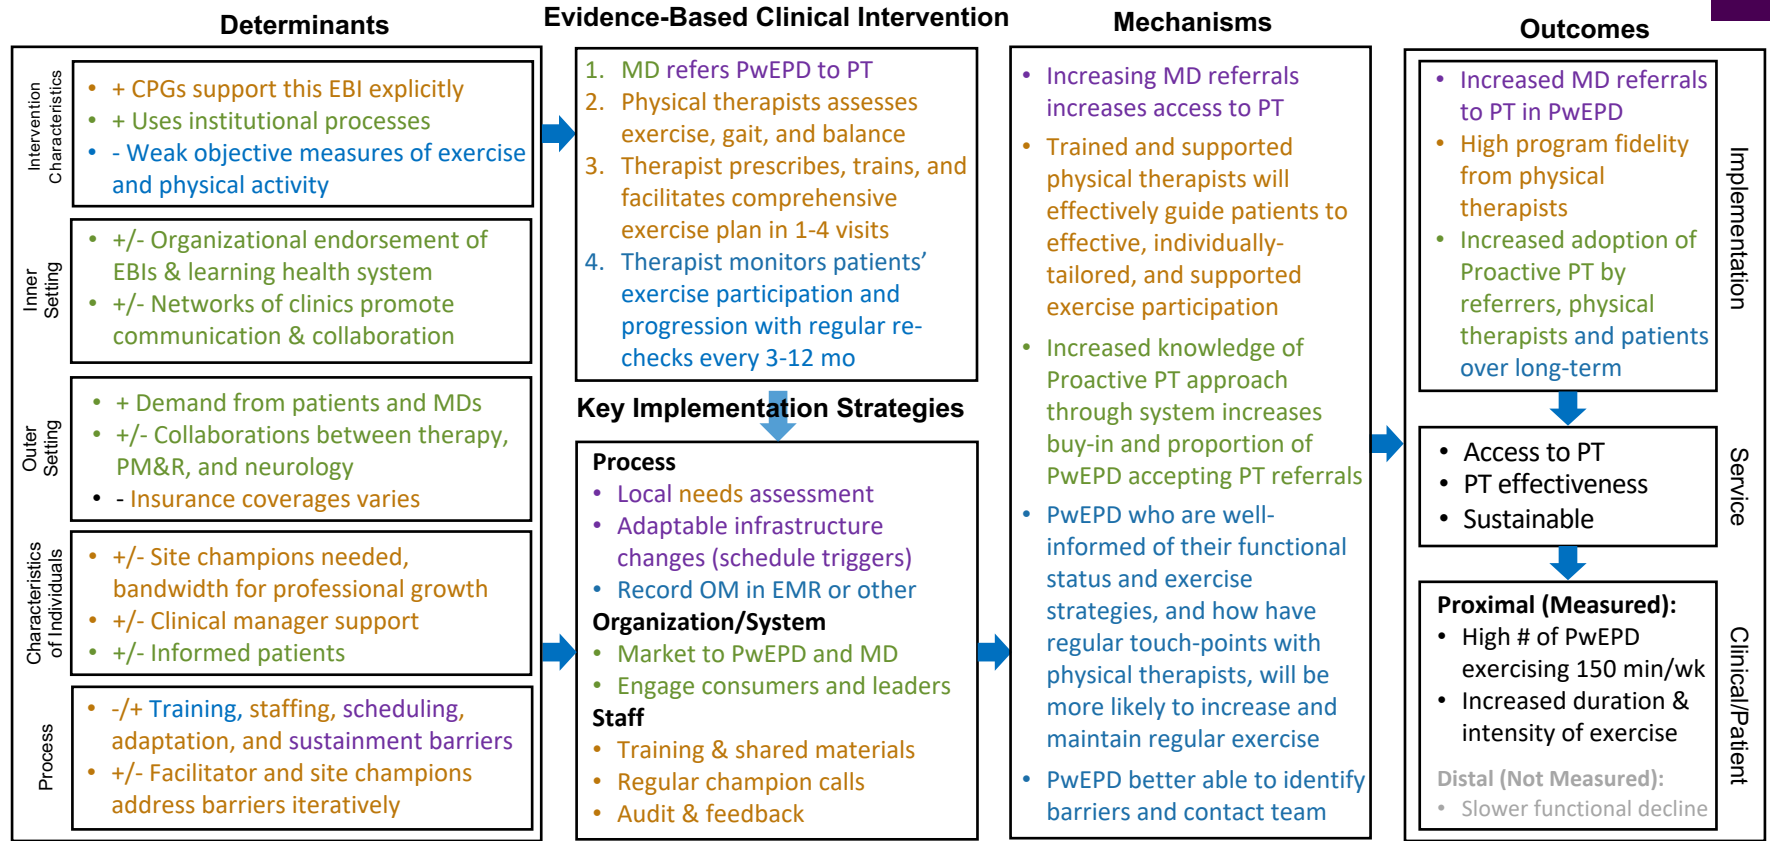 Determinants
Intervention
Characteristics
• + CPGs support this EBI explicitly
• + Uses institutional processes
• - Weak objective measures of exercise
and physical activity
Inner
Setting
• +/- Organizational endorsement of
EBIs & learning health system
• +/- Networks of clinics promote
communication & collaboration
Outer
Setting
• + Demand from patients and MDs
• +/- Collaborations between therapy,
PM&R, and neurology
• - Insurance coverages varies
Characteristics
of Individuals
• +/- Site champions needed,
bandwidth for professional growth
• +/- Clinical manager support
• +/- Informed patients
Process
• -/+ Training, staffing, scheduling,
adaptation, and sustainment barriers
• +/- Facilitator and site champions
address barriers iteratively
Evidence-Based Clinical Intervention
1. MD refers PwEPD to PT
2. Physical therapists assesses
exercise, gait, and balance
3. Therapist prescribes, trains, and
facilitates comprehensive
exercise plan in 1-4 visits
4. Therapist monitors patients’
exercise participation and
progression with regular re-
checks every 3-12 mo
Key Implementation Strategies
Process
• Local needs assessment
• Adaptable infrastructure
changes (schedule triggers)
• Record OM in EMR or other
Organization/System
• Market to PwEPD and MD
• Engage consumers and leaders
Staff
• Training & shared materials
• Regular champion calls
• Audit & feedback
Mechanisms
• Increasing MD referrals
increases access to PT
• Trained and supported
physical therapists will
effectively guide patients to
effective, individually-
tailored, and supported
exercise participation
• Increased knowledge of
Proactive PT approach
through system increases
buy-in and proportion of
PwEPD accepting PT referrals
• PwEPD who are well-
informed of their functional
status and exercise
strategies, and how have
regular touch-points with
physical therapists, will be
more likely to increase and
maintain regular exercise
• PwEPD better able to identify
barriers and contact team
Outcomes
• Increased MD referrals
to PT in PwEPD
• High program fidelity
from physical
therapists
• Increased adoption of
Proactive PT by
referrers, physical
therapists and patients
over long-term
Implementation
• Access to PT
• PT effectiveness
• Sustainable
Service
Proximal (Measured):
• High # of PwEPD
exercising 150 min/wk
• Increased duration &
intensity of exercise
Distal (Not Measured):
• Slower functional decline
Clinical/Patient